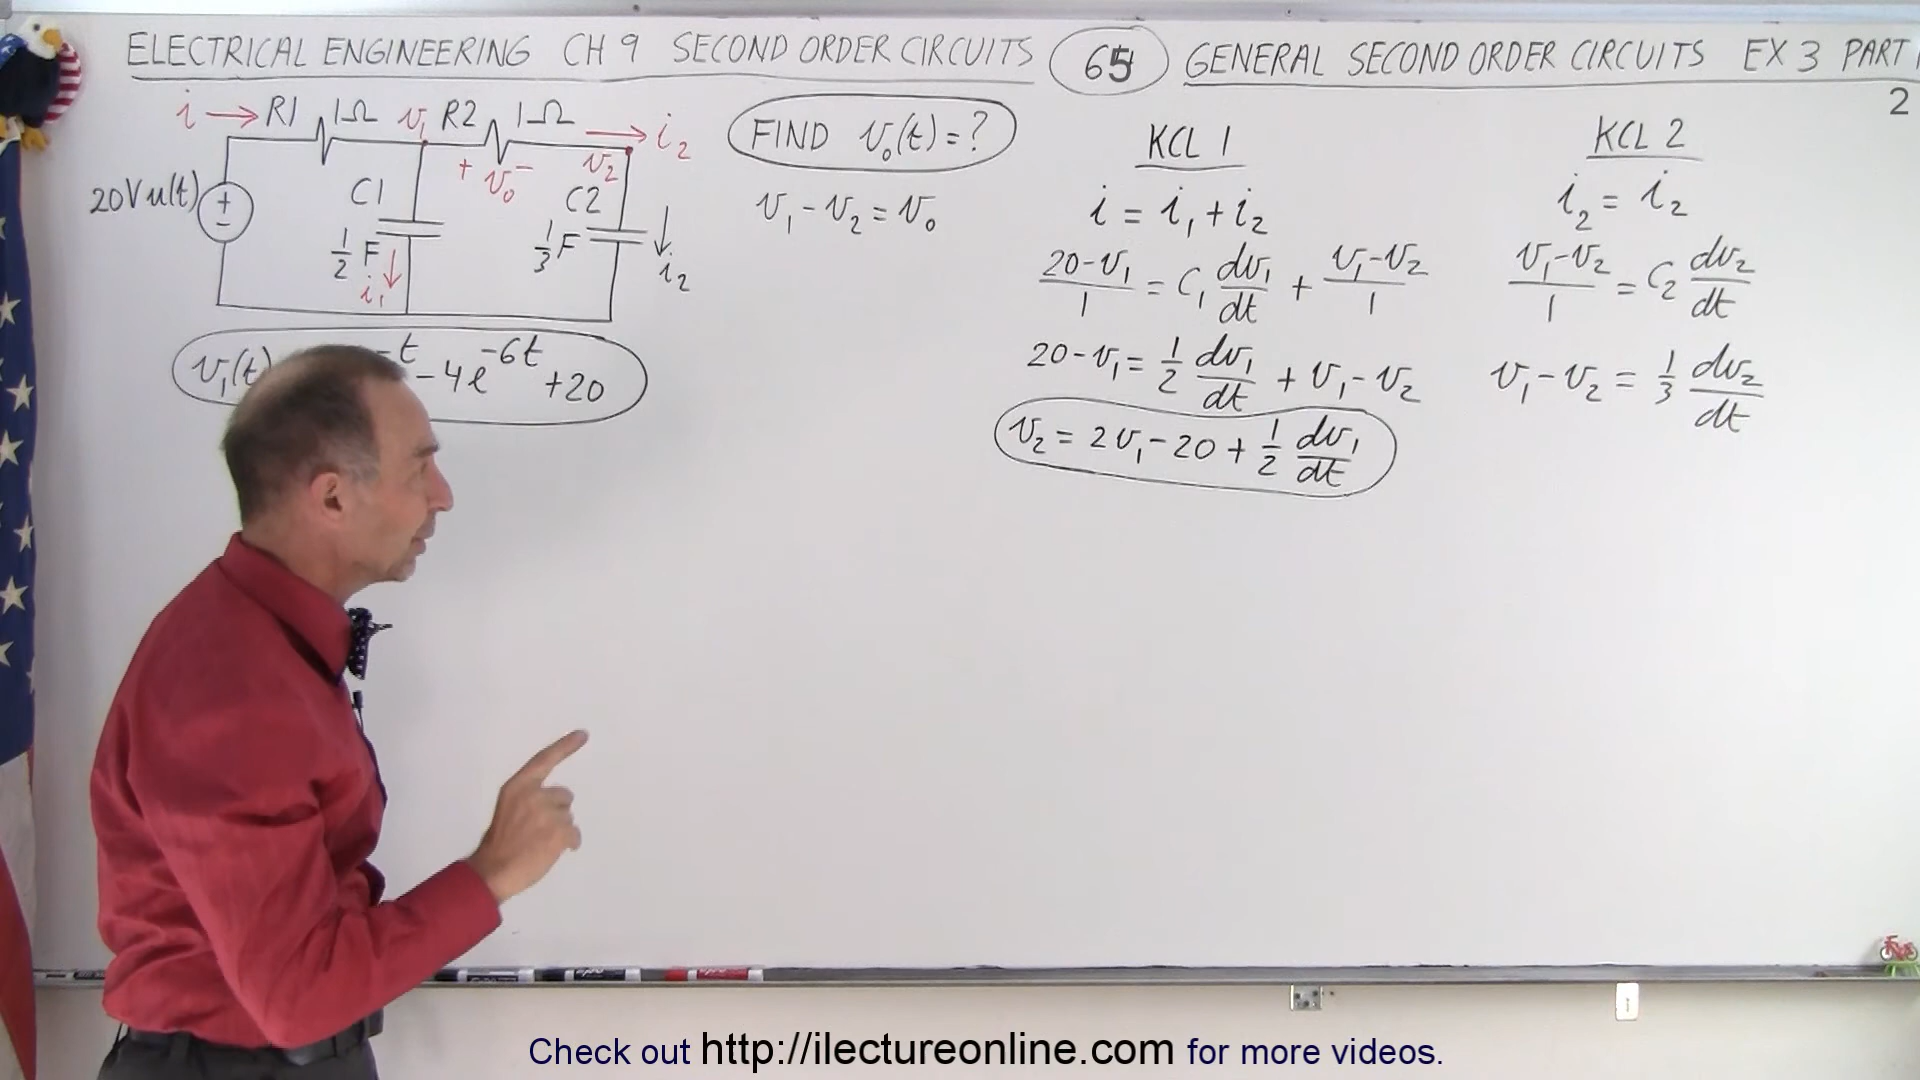 ELECTRICAL ENGINEERING CH 9 SECOND ORDER CIRCUITS 65 GENERAL SECOND ORDER CIRCUITS EX 3 PART
2
i → R1 1Ω v₁ R2 1Ω → i₂
+ v₀ − v₂
20V u(t) + −
C1 1/2 F i₁
C2 1/3 F i₂
v₁(t) -t − 4e^-6t + 20
FIND v₀(t) = ?
v₁ − v₂ = v₀
KCL 1
i = i₁ + i₂
(20 − v₁)/1 = C₁ dv₁/dt + (v₁ − v₂)/1
20 − v₁ = 1/2 dv₁/dt + v₁ − v₂
v₂ = 2v₁ − 20 + 1/2 dv₁/dt
KCL 2
i₂ = i₂
(v₁ − v₂)/1 = C₂ dv₂/dt
v₁ − v₂ = 1/3 dv₂/dt
Check out http://ilectureonline.com for more videos.